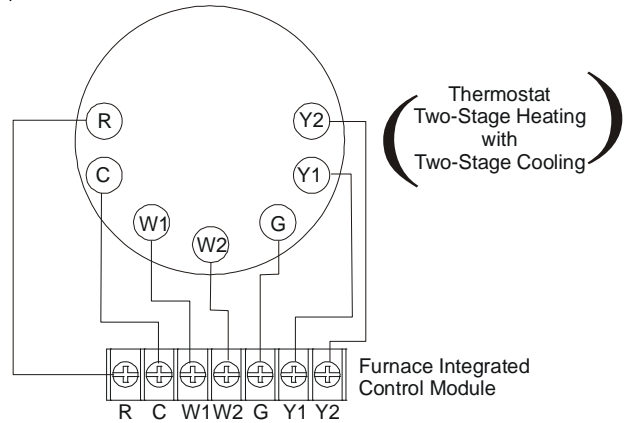 R
Y2
C
Y1
W1
W2
G
Thermostat
Two-Stage Heating
with
Two-Stage Cooling
Furnace Integrated
Control Module
R C W1 W2 G Y1 Y2